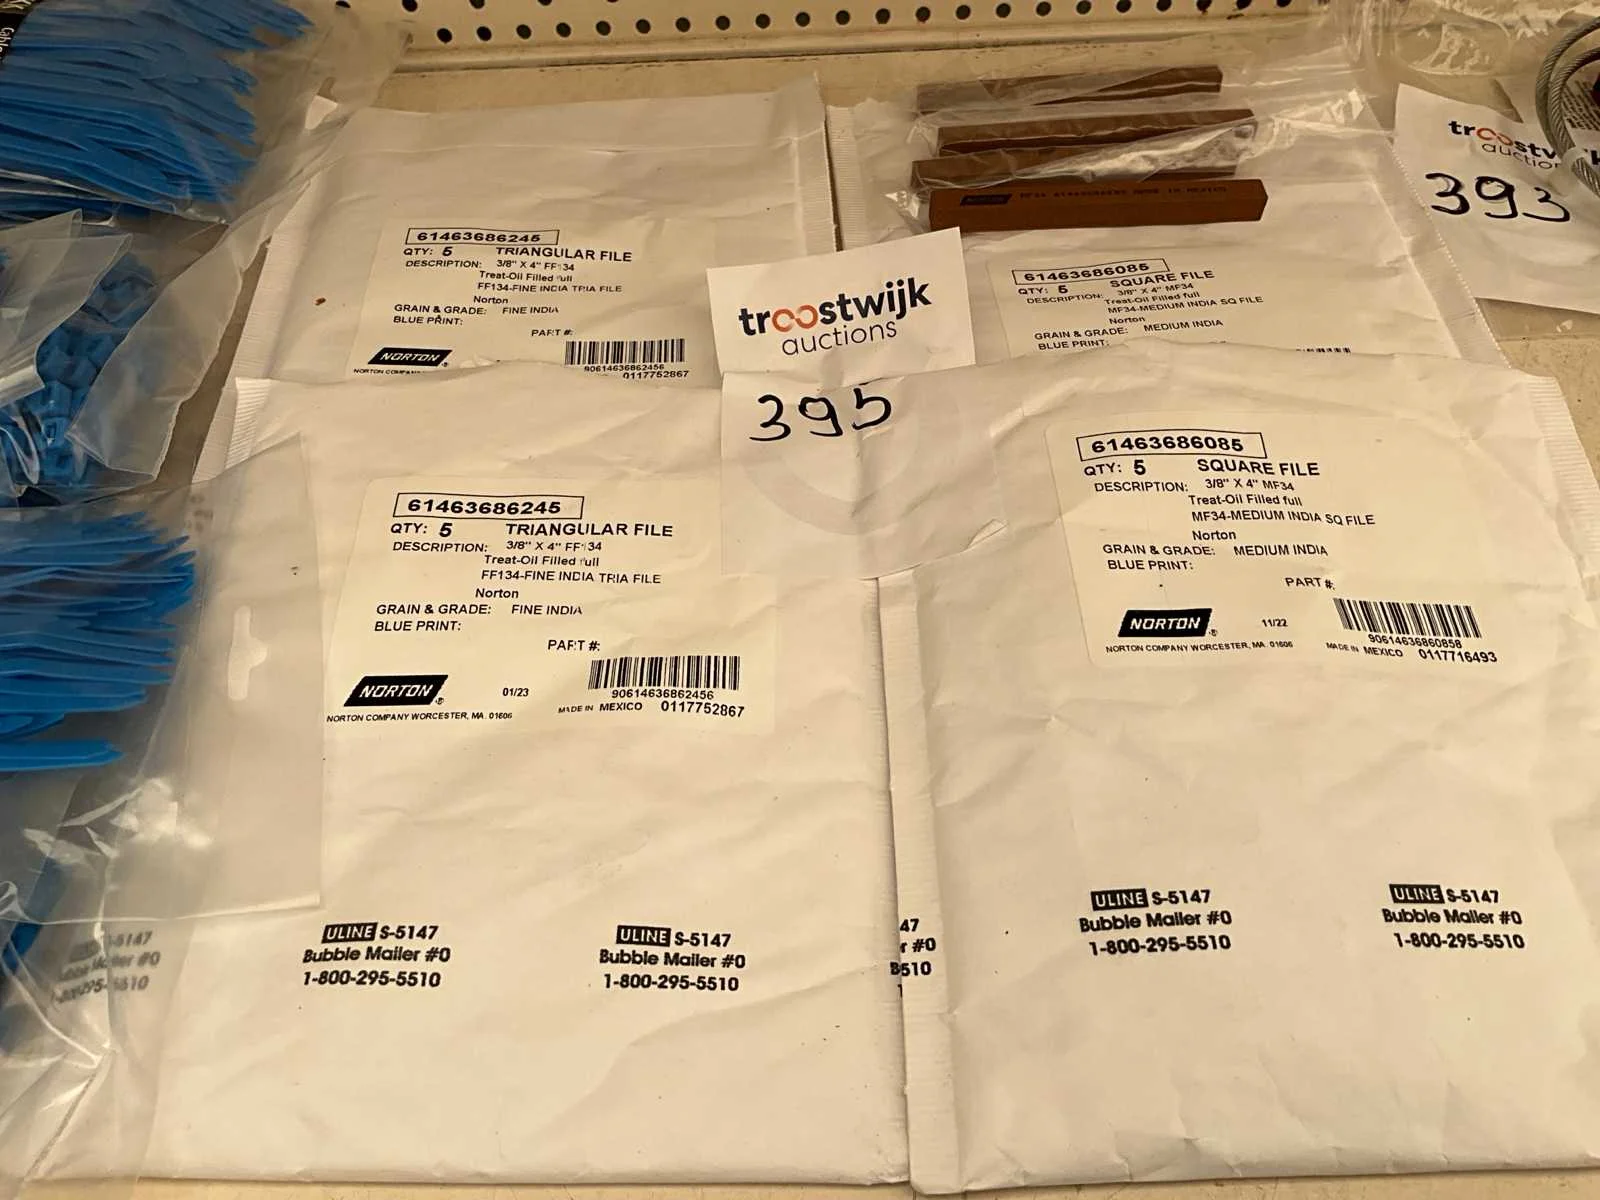 troostwijk
auctions
393
61463686245
QTY: 5 TRIANGULAR FILE
DESCRIPTION: 3/8" X 4" FF134
Treat-Oil Filled full
FF134-FINE INDIA TRIA FILE
Norton
GRAIN & GRADE: FINE INDIA
BLUE PRINT:
PART #:
NORTON
NORTON COMPANY
90614636862456
0117752867
NORTON
61463686085
QTY: 5 SQUARE FILE
DESCRIPTION: 3/8" X 4" MF34
Treat-Oil Filled full
MF34-MEDIUM INDIA SQ FILE
Norton
GRAIN & GRADE: MEDIUM INDIA
BLUE PRINT:
troostwijk
auctions
395
61463686245
QTY: 5 TRIANGULAR FILE
DESCRIPTION: 3/8" X 4" FF134
Treat-Oil Filled full
FF134-FINE INDIA TRIA FILE
Norton
GRAIN & GRADE: FINE INDIA
BLUE PRINT:
PART #:
NORTON ®
01/23
90614636862456
NORTON COMPANY WORCESTER, MA. 01606
MADE IN MEXICO 0117752867
61463686085
QTY: 5 SQUARE FILE
DESCRIPTION: 3/8" X 4" MF34
Treat-Oil Filled full
MF34-MEDIUM INDIA SQ FILE
Norton
GRAIN & GRADE: MEDIUM INDIA
BLUE PRINT:
PART #:
NORTON ®
11/22
90614636860858
NORTON COMPANY WORCESTER, MA. 01606
MADE IN MEXICO 0117716493
ULINE S-5147
Bubble Mailer #0
1-800-295-5510
ULINE S-5147
Bubble Mailer #0
1-800-295-5510
47
r #0
5510
ULINE S-5147
Bubble Mailer #0
1-800-295-5510
ULINE S-5147
Bubble Mailer #0
1-800-295-5510